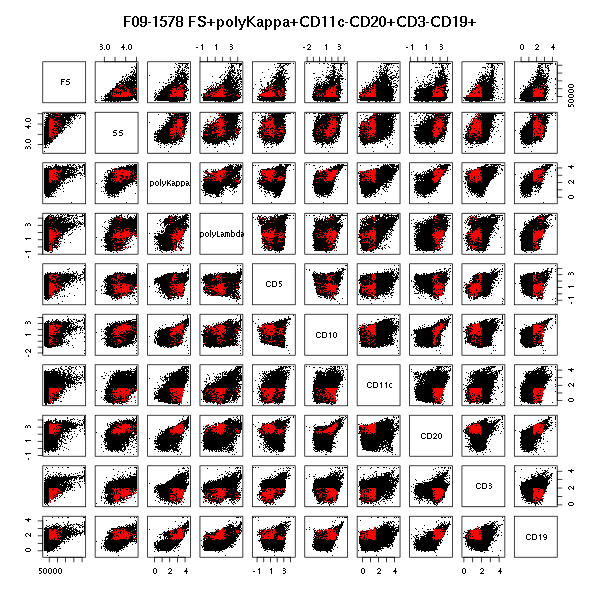 F09-1578 FS+polyKappa+CD11c-CD20+CD3-CD19+
3.0 4.0 -1 1 3 -2 1 3 -1 1 3 0 2 4
FS
50000
3.0 4.0
SS
polyKappa
0 2 4
-1 1 3
polyLambda
CD5
-1 1 3
-2 1 3
CD10
CD11c
0 2 4
-1 1 3
CD20
CD3
0 2 4
0 2 4
CD19
50000 0 2 4 -1 1 3 0 2 4 0 2 4